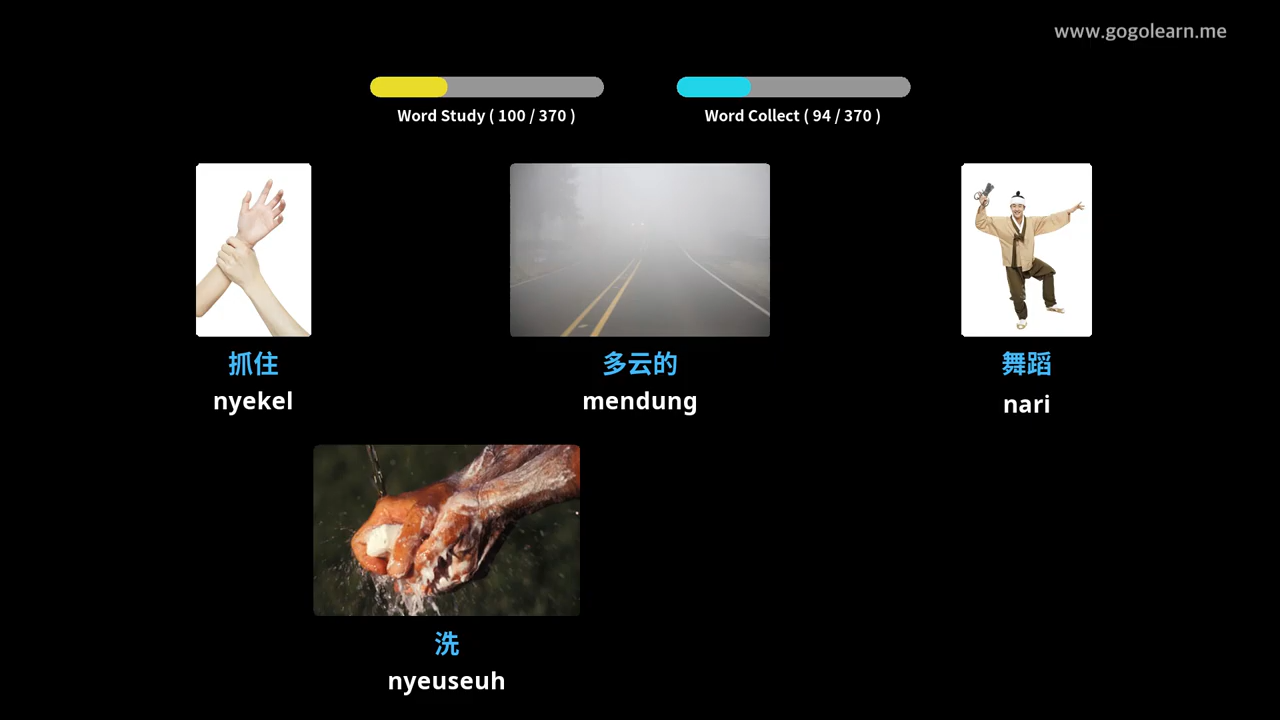 www.gogolearn.me
Word Study ( 100 / 370 )
Word Collect ( 94 / 370 )
抓住
nyekel
多云的
mendung
舞蹈
nari
洗
nyeuseuh